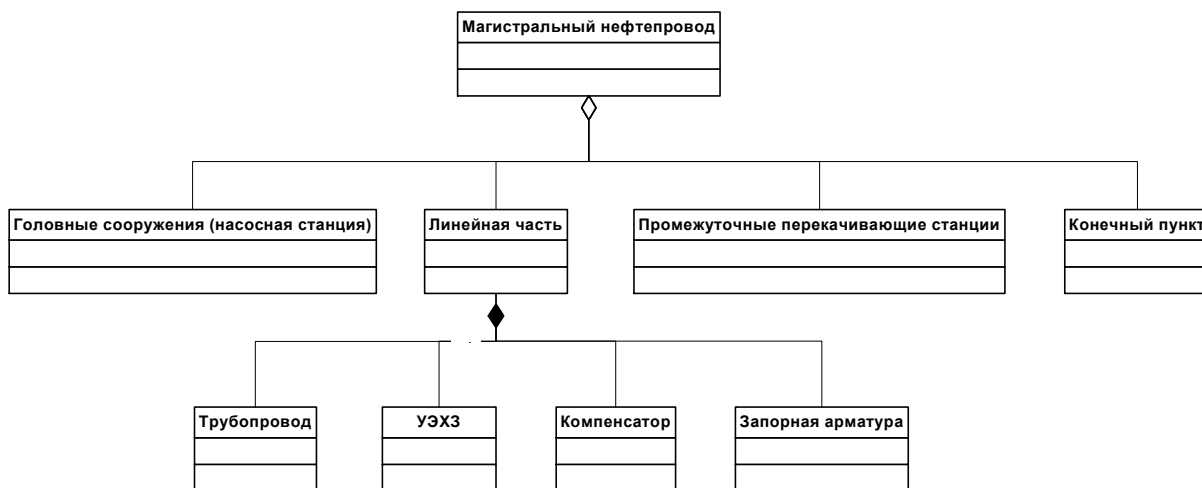 Магистральный нефтепровод
Головные сооружения (насосная станция)
Линейная часть
Промежуточные перекачивающие станции
Конечный пункт
Трубопровод
УЭХЗ
Компенсатор
Запорная арматура